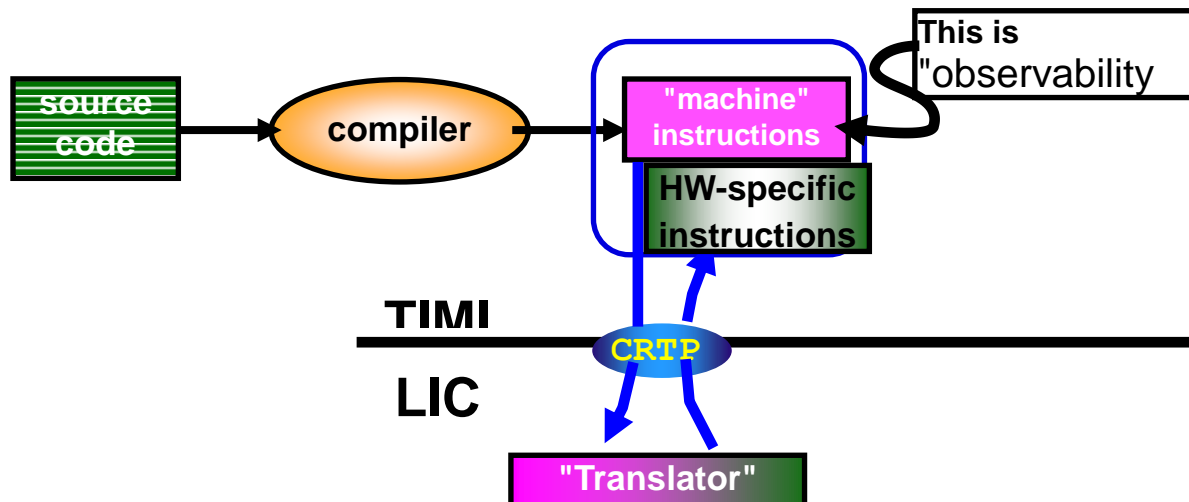 This is
"observability
source
code
compiler
"machine"
instructions
HW-specific
instructions
TIMI
CRTP
LIC
"Translator"